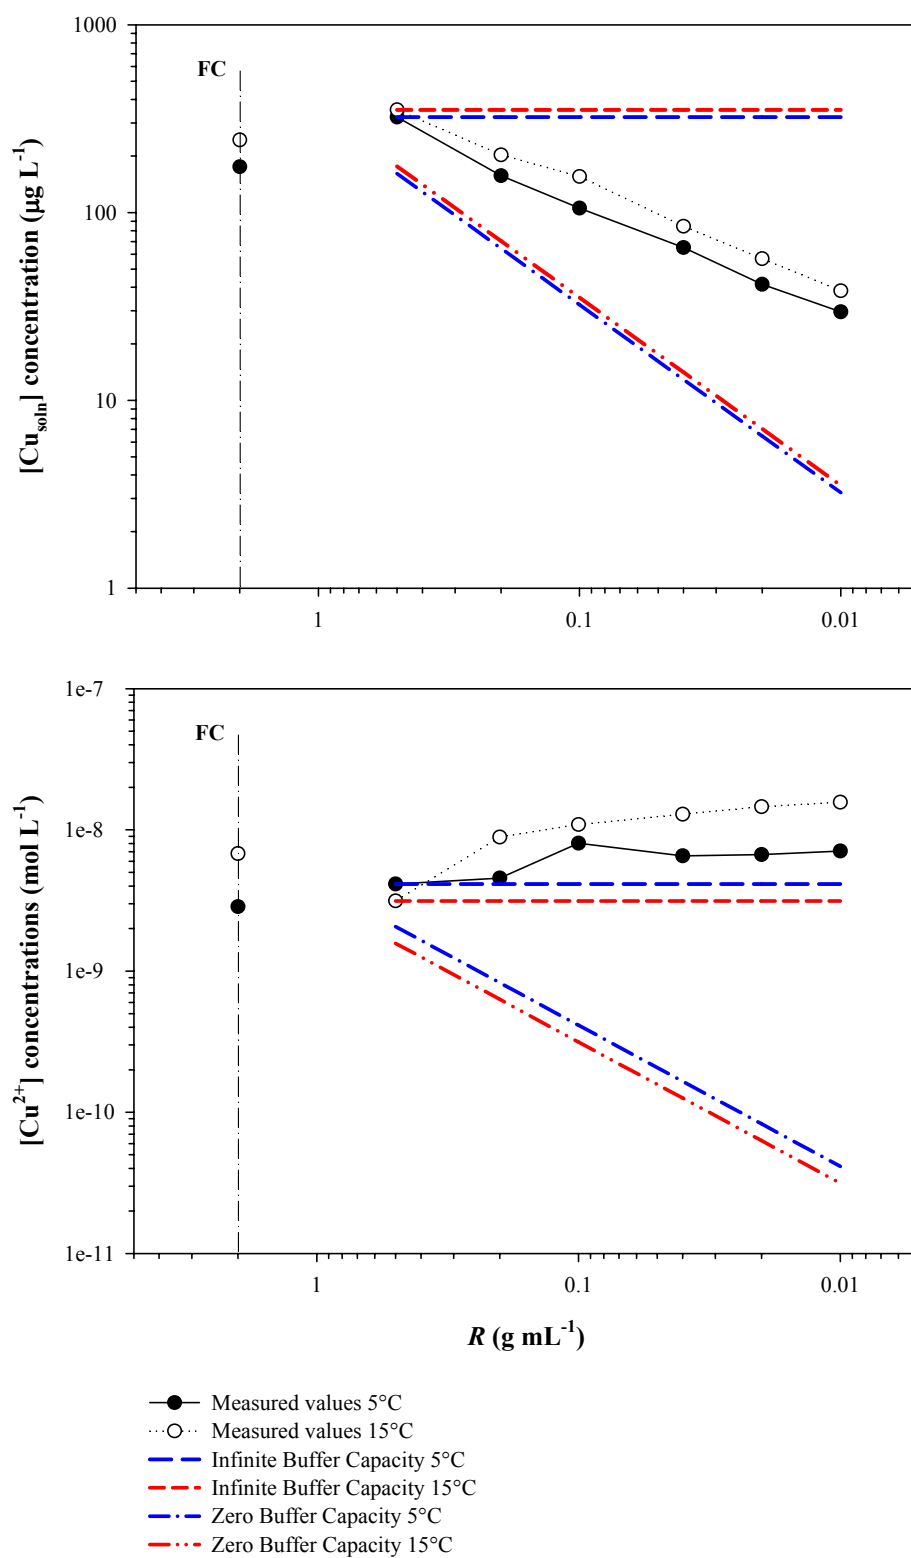 1000
FC
100
10
1
[Cu_soln] concentration (µg L⁻¹)
1 0.1 0.01
1e-7
FC
1e-8
1e-9
1e-10
1e-11
[Cu²⁺] concentrations (mol L⁻¹)
1 0.1 0.01
R (g mL⁻¹)
Measured values 5°C
Measured values 15°C
Infinite Buffer Capacity 5°C
Infinite Buffer Capacity 15°C
Zero Buffer Capacity 5°C
Zero Buffer Capacity 15°C